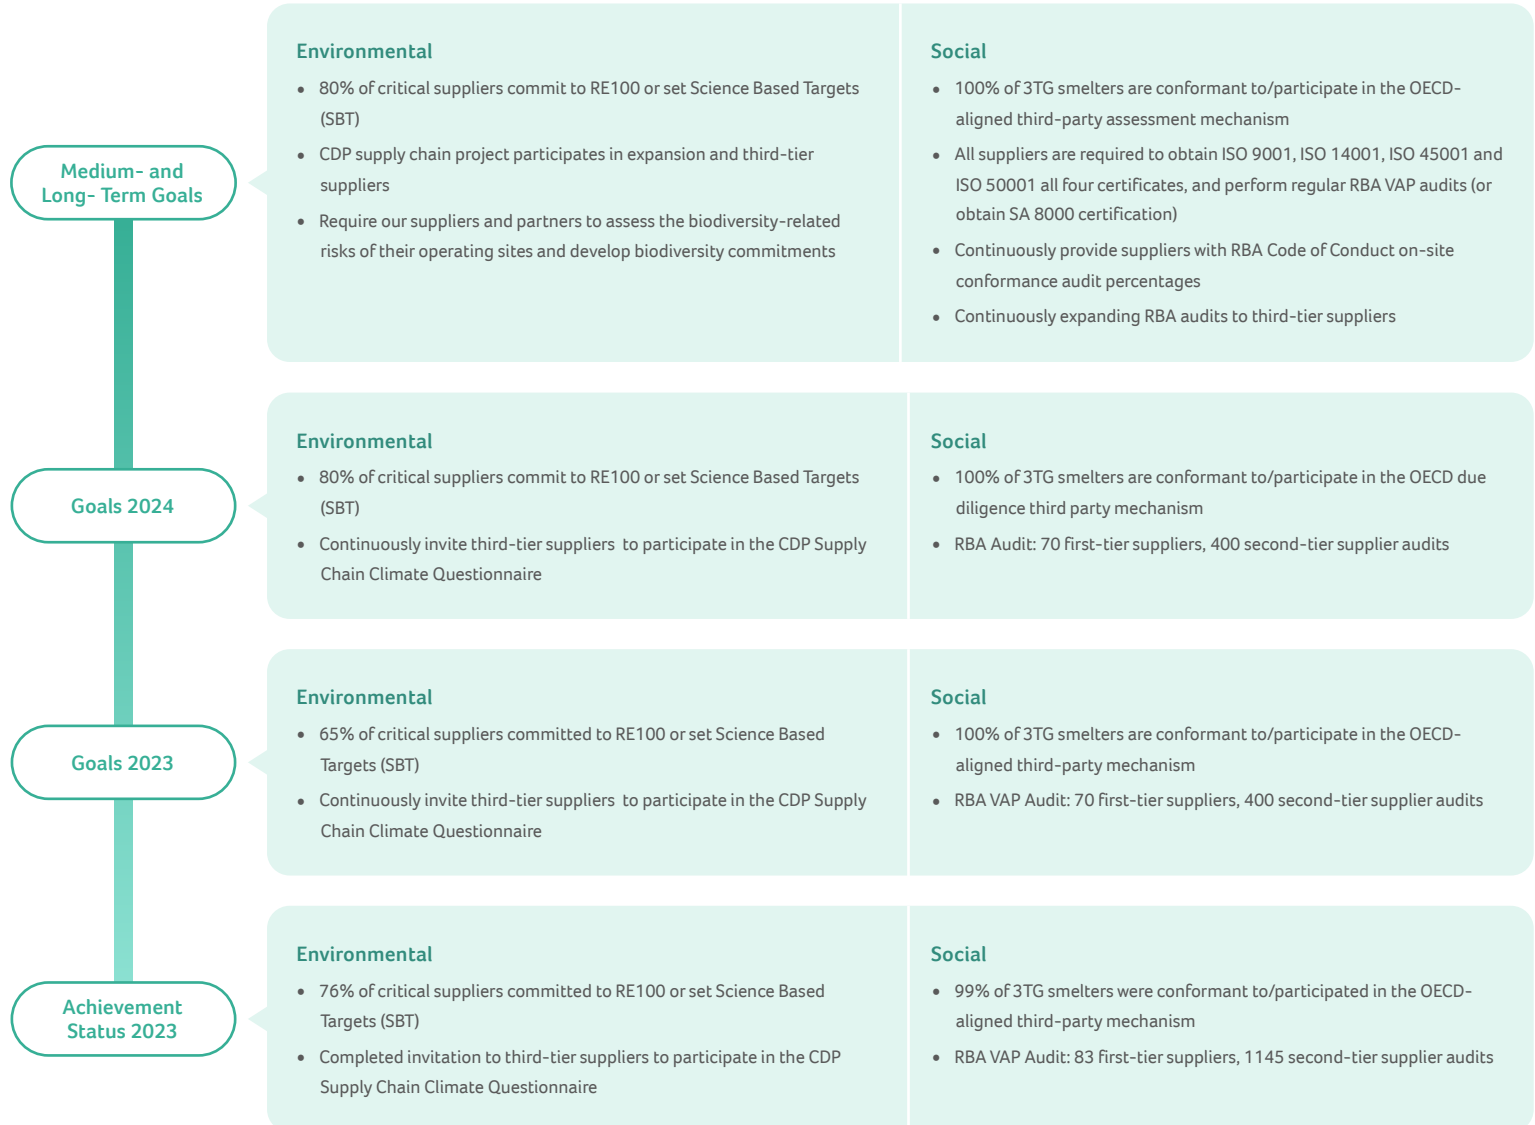 Medium- and
Long- Term Goals
Environmental
• 80% of critical suppliers commit to RE100 or set Science Based Targets
(SBT)
• CDP supply chain project participates in expansion and third-tier
suppliers
• Require our suppliers and partners to assess the biodiversity-related
risks of their operating sites and develop biodiversity commitments
Social
• 100% of 3TG smelters are conformant to/participate in the OECD-
aligned third-party assessment mechanism
• All suppliers are required to obtain ISO 9001, ISO 14001, ISO 45001 and
ISO 50001 all four certificates, and perform regular RBA VAP audits (or
obtain SA 8000 certification)
• Continuously provide suppliers with RBA Code of Conduct on-site
conformance audit percentages
• Continuously expanding RBA audits to third-tier suppliers
Goals 2024
Environmental
• 80% of critical suppliers commit to RE100 or set Science Based Targets
(SBT)
• Continuously invite third-tier suppliers to participate in the CDP Supply
Chain Climate Questionnaire
Social
• 100% of 3TG smelters are conformant to/participate in the OECD due
diligence third party mechanism
• RBA Audit: 70 first-tier suppliers, 400 second-tier supplier audits
Goals 2023
Environmental
• 65% of critical suppliers committed to RE100 or set Science Based
Targets (SBT)
• Continuously invite third-tier suppliers to participate in the CDP Supply
Chain Climate Questionnaire
Social
• 100% of 3TG smelters are conformant to/participate in the OECD-
aligned third-party mechanism
• RBA VAP Audit: 70 first-tier suppliers, 400 second-tier supplier audits
Achievement
Status 2023
Environmental
• 76% of critical suppliers committed to RE100 or set Science Based
Targets (SBT)
• Completed invitation to third-tier suppliers to participate in the CDP
Supply Chain Climate Questionnaire
Social
• 99% of 3TG smelters were conformant to/participated in the OECD-
aligned third-party mechanism
• RBA VAP Audit: 83 first-tier suppliers, 1145 second-tier supplier audits